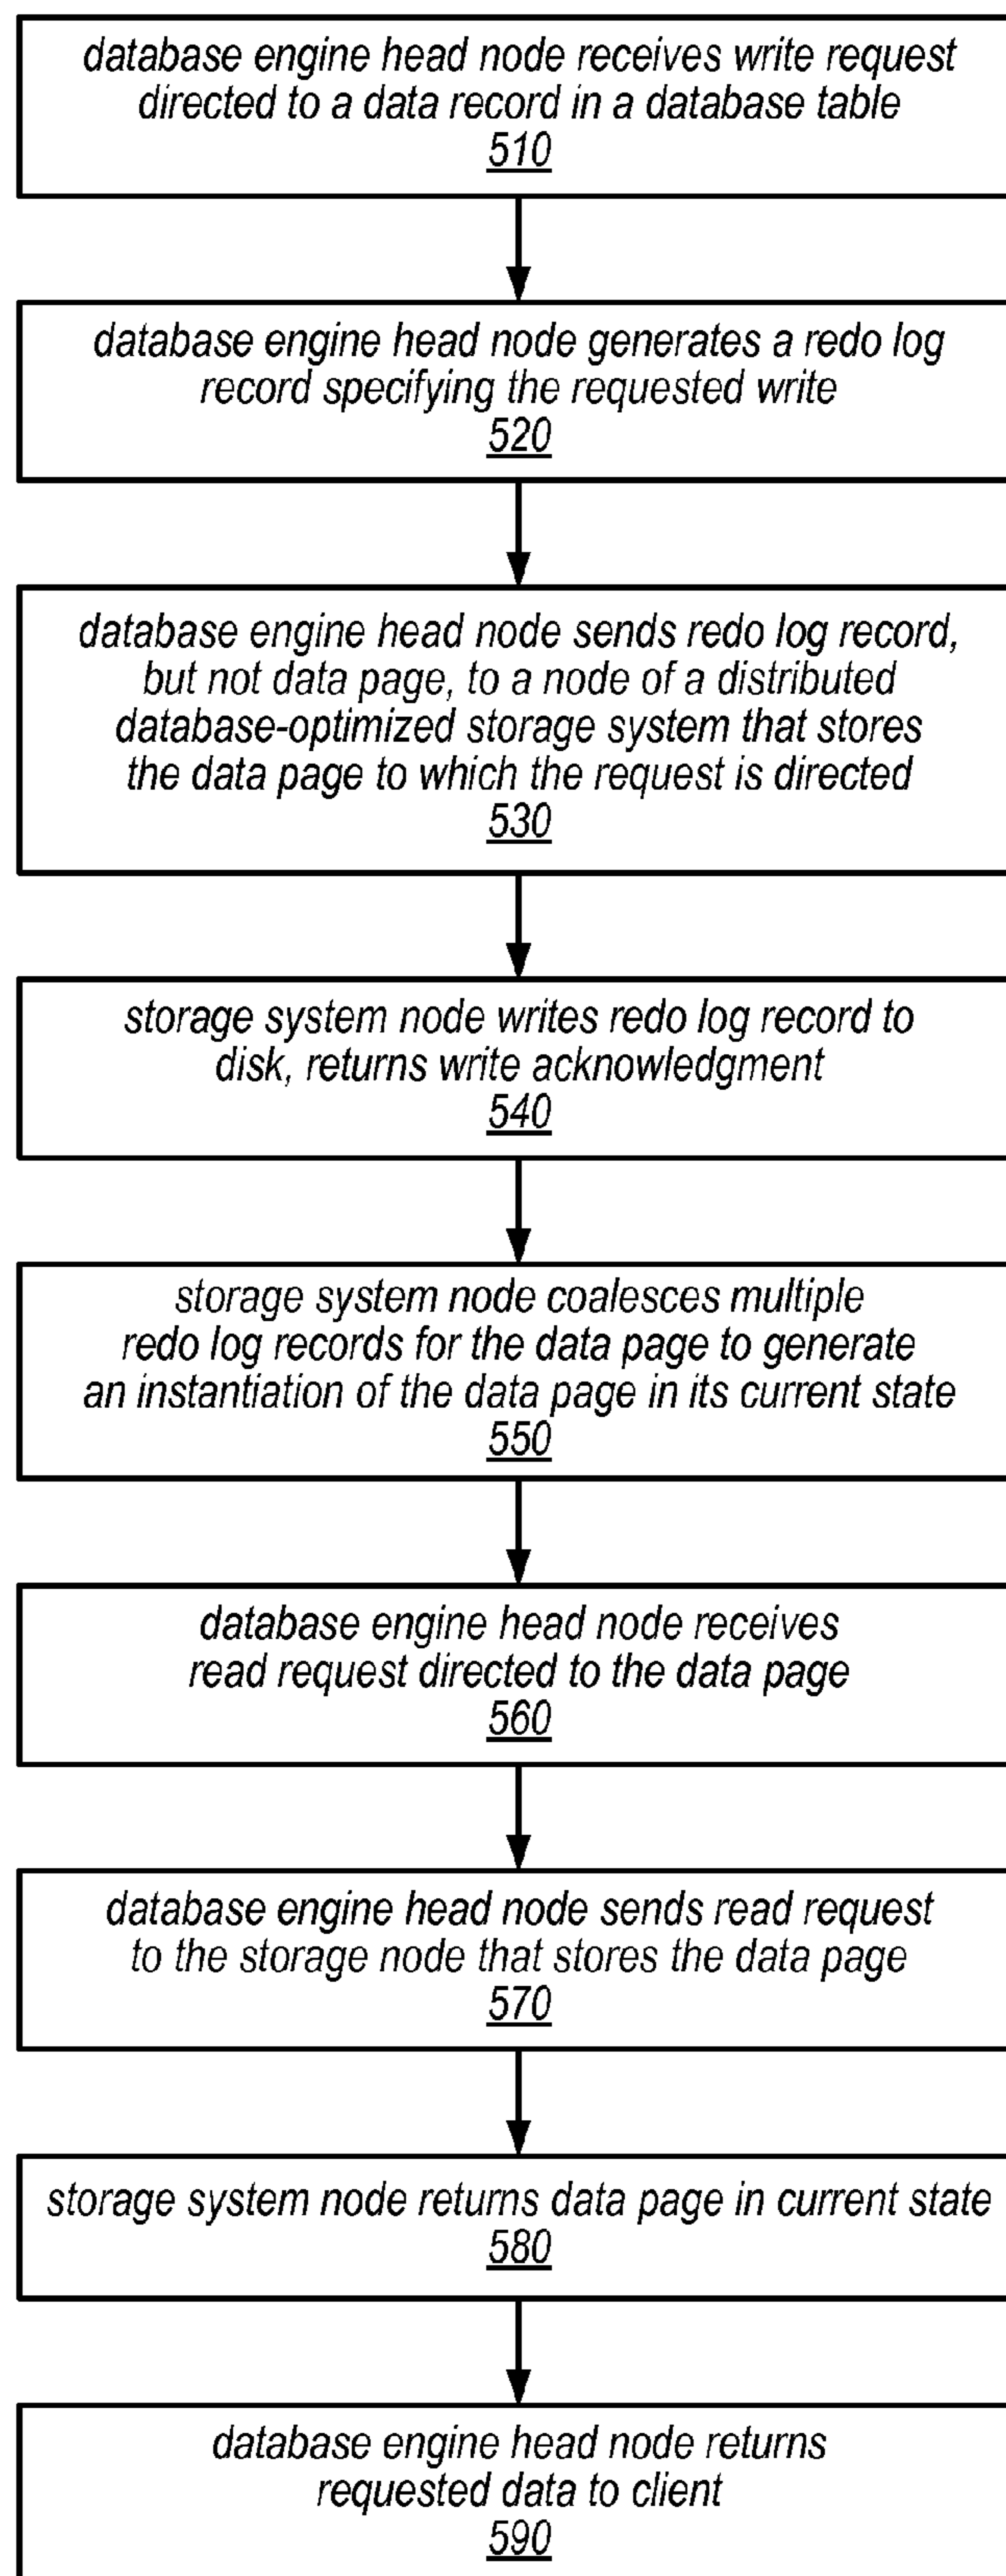 database engine head node receives write request
directed to a data record in a database table
510
database engine head node generates a redo log
record specifying the requested write
520
database engine head node sends redo log record,
but not data page, to a node of a distributed
database-optimized storage system that stores
the data page to which the request is directed
530
storage system node writes redo log record to
disk, returns write acknowledgment
540
storage system node coalesces multiple
redo log records for the data page to generate
an instantiation of the data page in its current state
550
database engine head node receives
read request directed to the data page
560
database engine head node sends read request
to the storage node that stores the data page
570
storage system node returns data page in current state
580
database engine head node returns
requested data to client
590